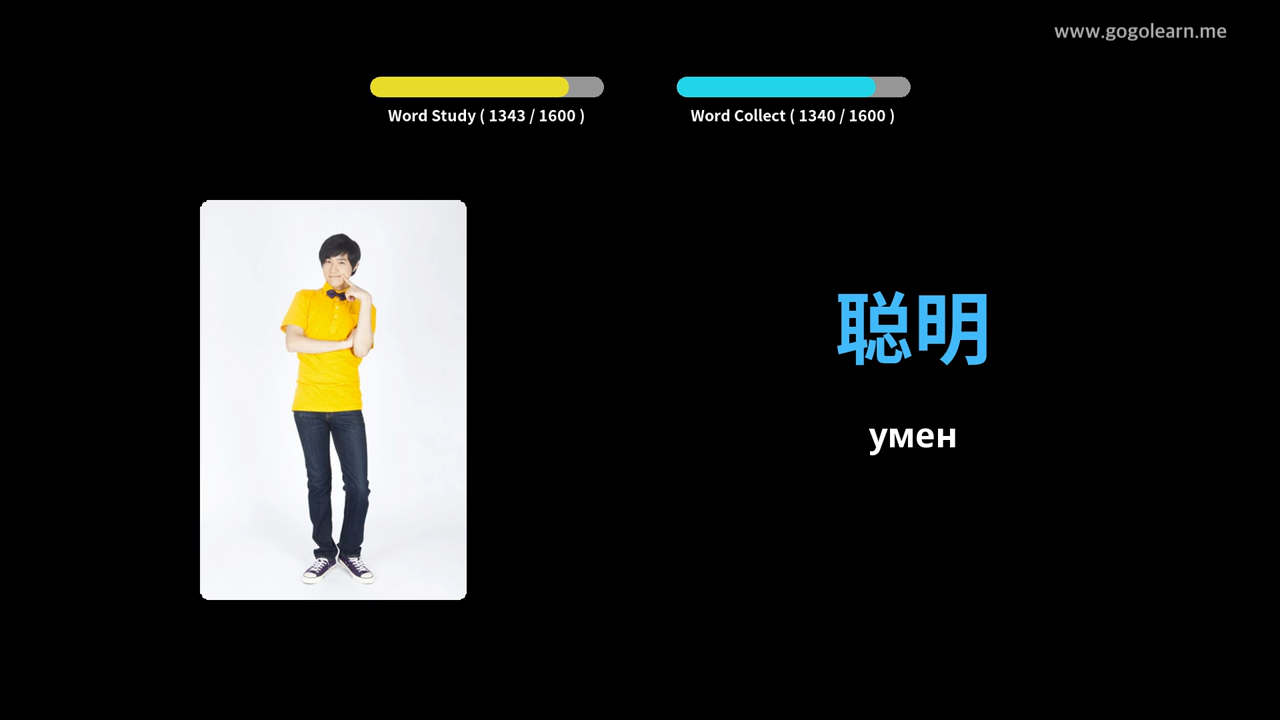 www.gogolearn.me
Word Study ( 1343 / 1600 )
Word Collect ( 1340 / 1600 )
聪明
умен